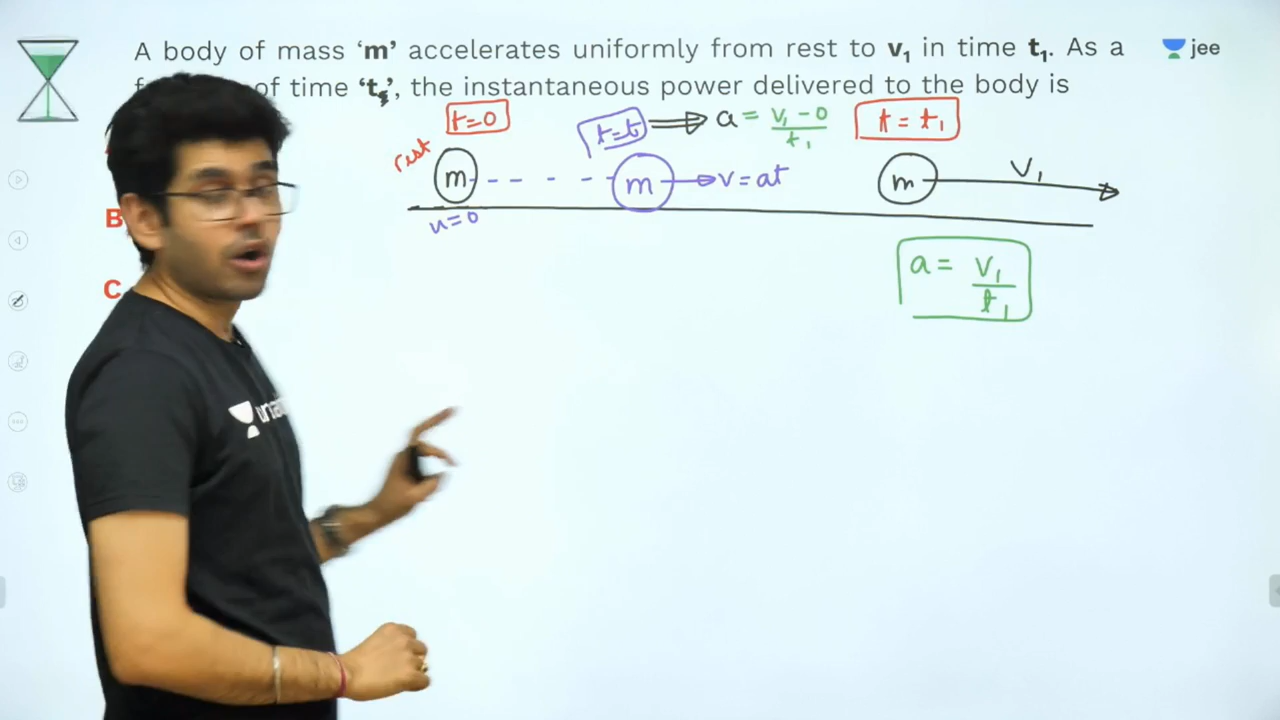 A body of mass ‘m’ accelerates uniformly from rest to v₁ in time t₁. As a
of time ‘t’, the instantaneous power delivered to the body is
jee
t=0
t=t
a = v₁-0 / t₁
t = t₁
rest
m
m
v=at
m
v₁
u=0
B
C
a = v₁ / t₁